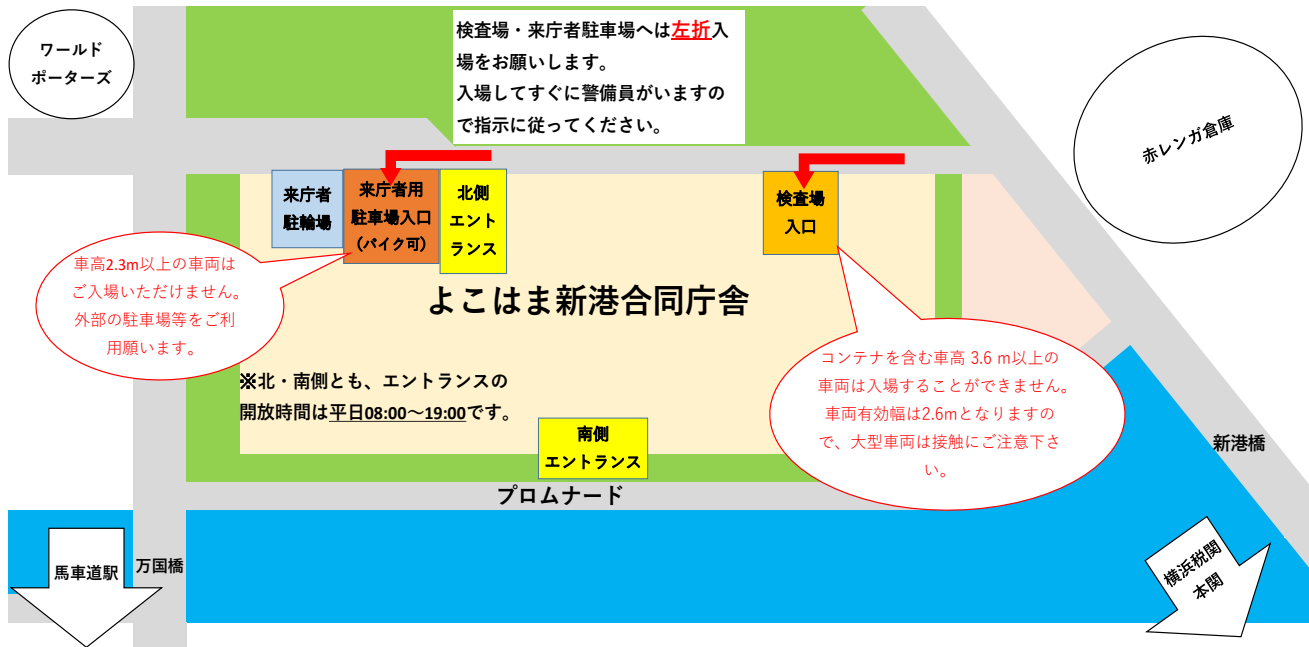 ワールド
ポーターズ
検査場・来庁者駐車場へは左折入
場をお願いします。
入場してすぐに警備員がいますの
で指示に従ってください。
赤レンガ倉庫
来庁者
駐輪場
来庁者用
駐車場入口
（バイク可）
北側
エント
ランス
検査場
入口
車高2.3m以上の車両は
ご入場いただけません。
外部の駐車場等をご利
用願います。
よこはま新港合同庁舎
コンテナを含む車高 3.6 m以上の
車両は入場することができません。
車両有効幅は2.6mとなりますの
で、大型車両は接触にご注意下さ
い。
※北・南側とも、エントランスの
開放時間は平日08:00～19:00です。
南側
エントランス
新港橋
プロムナード
馬車道駅
万国橋
横浜税関
本関